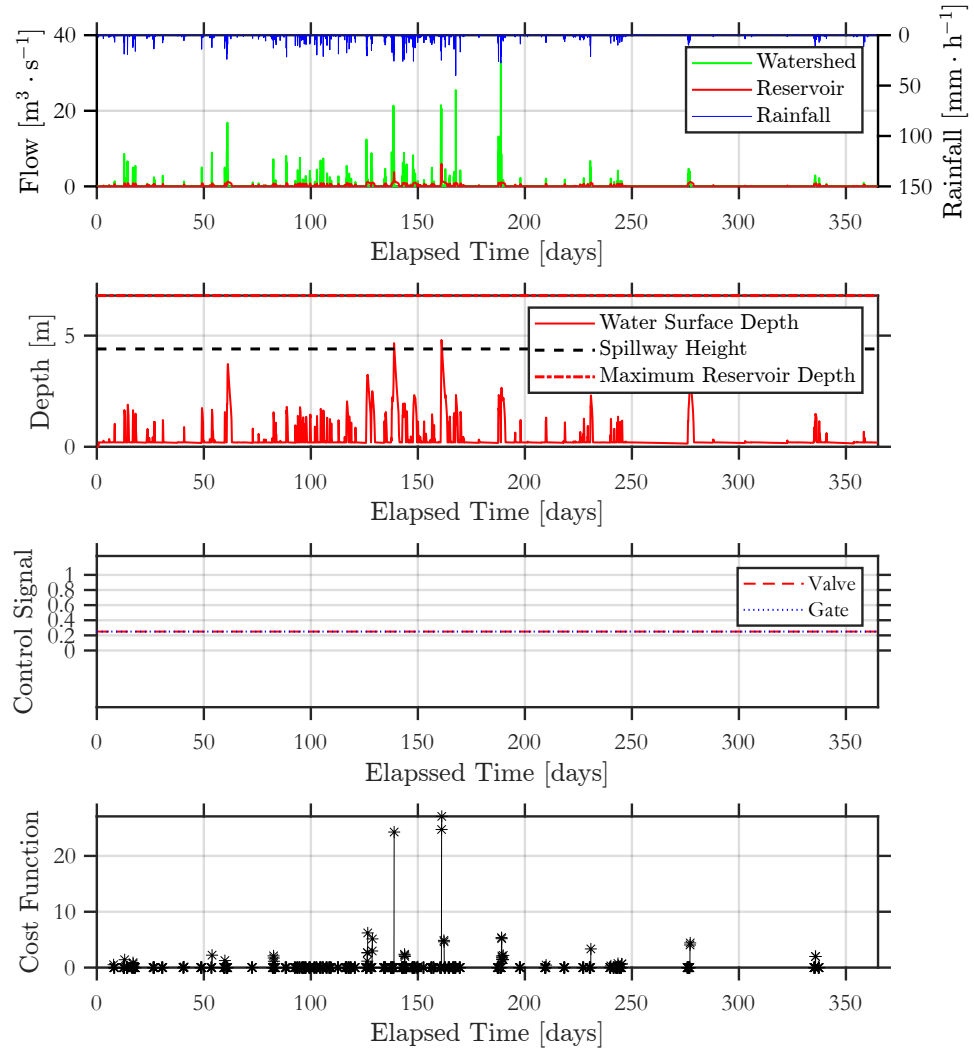 Flow [m³ · s⁻¹]
40
20
0
0
50
100
150
Rainfall [mm · h⁻¹]
Watershed
Reservoir
Rainfall
0 50 100 150 200 250 300 350
Elapsed Time [days]
Depth [m]
5
0
Water Surface Depth
Spillway Height
Maximum Reservoir Depth
0 50 100 150 200 250 300 350
Elapsed Time [days]
Control Signal
1
0.8
0.6
0.4
0.2
0
Valve
Gate
0 50 100 150 200 250 300 350
Elapssed Time [days]
Cost Function
20
10
0
0 50 100 150 200 250 300 350
Elapsed Time [days]